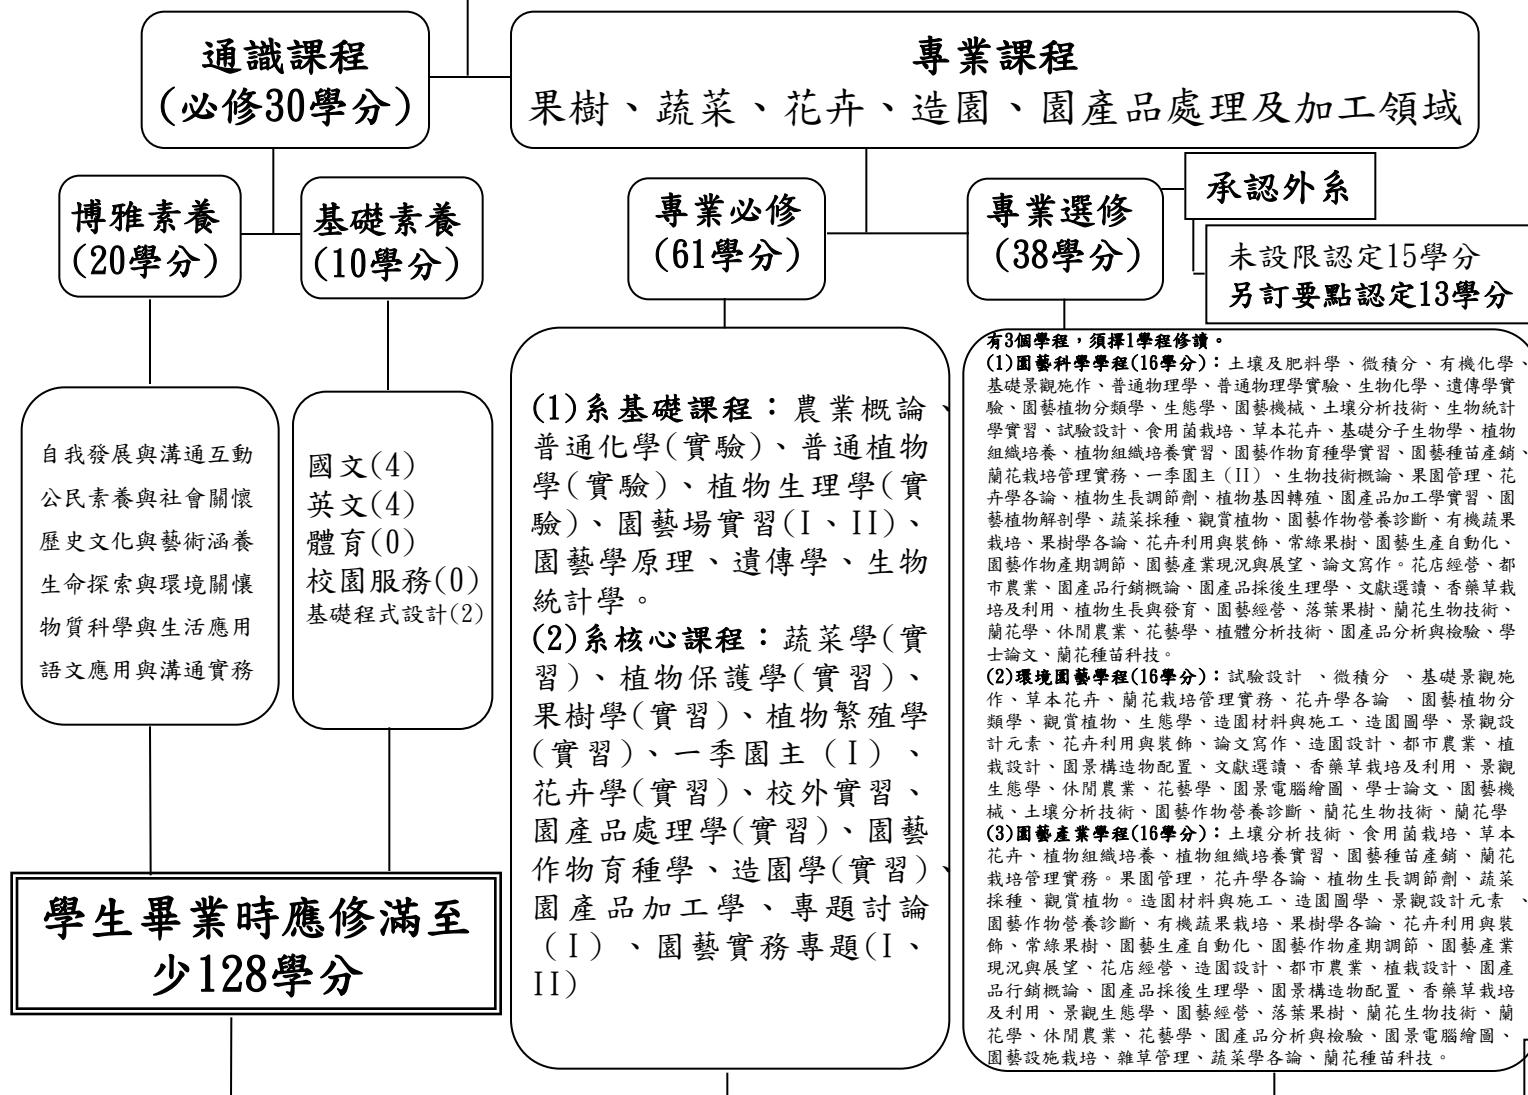 通識課程
(必修30學分)
專業課程
果樹、蔬菜、花卉、造園、園產品處理及加工領域
博雅素養
(20學分)
基礎素養
(10學分)
專業必修
(61學分)
專業選修
(38學分)
承認外系
未設限認定15學分
另訂要點認定13學分
自我發展與溝通互動
公民素養與社會關懷
歷史文化與藝術涵養
生命探索與環境關懷
物質科學與生活應用
語文應用與溝通實務
國文(4)
英文(4)
體育(0)
校園服務(0)
基礎程式設計(2)
學生畢業時應修滿至
少128學分
(1)系基礎課程：農業概論、
普通化學(實驗)、普通植物
學(實驗)、植物生理學(實
驗)、園藝場實習(I、II)、
園藝學原理、遺傳學、生物
統計學。
(2)系核心課程：蔬菜學(實
習)、植物保護學(實習)、
果樹學(實習)、植物繁殖學
(實習)、一季園主（I）、
花卉學(實習)、校外實習、
園產品處理學(實習)、園藝
作物育種學、造園學(實習)、
園產品加工學、專題討論
（I）、園藝實務專題(I、
II)
有3個學程，須擇1學程修讀。
(1)園藝科學學程(16學分)：土壤及肥料學、微積分、有機化學、
基礎景觀施作、普通物理學、普通物理學實驗、生物化學、遺傳學實
驗、園藝植物分類學、生態學、園藝機械、土壤分析技術、生物統計
學實習、試驗設計、食用菌栽培、草本花卉、基礎分子生物學、植物
組織培養、植物組織培養實習、園藝作物育種學實習、園藝種苗產銷、
蘭花栽培管理實務、一季園主（II）、生物技術概論、果園管理、花
卉學各論、植物生長調節劑、植物基因轉殖、園產品加工學實習、園
藝植物解剖學、蔬菜採種、觀賞植物、園藝作物營養診斷、有機蔬果
栽培、果樹學各論、花卉利用與裝飾、常綠果樹、園藝生產自動化、
園藝作物產期調節、園藝產業現況與展望、論文寫作。花店經營、都
市農業、園產品行銷概論、園產品採後生理學、文獻選讀、香藥草栽
培及利用、植物生長與發育、園藝經營、落葉果樹、蘭花生物技術、
蘭花學、休閒農業、花藝學、植體分析技術、園產品分析與檢驗、學
士論文、蘭花種苗科技。
(2)環境園藝學程(16學分)：試驗設計 、微積分 、基礎景觀施
作、草本花卉、蘭花栽培管理實務、花卉學各論 、園藝植物分
類學、觀賞植物、生態學、造園材料與施工、造園圖學、景觀設
計元素、花卉利用與裝飾、論文寫作、造園設計、都市農業、植
栽設計、園景構造物配置、文獻選讀、香藥草栽培及利用、景觀
生態學、休閒農業、花藝學、園景電腦繪圖、學士論文、園藝機
械、土壤分析技術、園藝作物營養診斷、蘭花生物技術、蘭花學
(3)園藝產業學程(16學分)：土壤分析技術、食用菌栽培、草本
花卉、植物組織培養、植物組織培養實習、園藝種苗產銷、蘭花
栽培管理實務。果園管理，花卉學各論、植物生長調節劑、蔬菜
採種、觀賞植物。造園材料與施工、造園圖學、景觀設計元素 、
園藝作物營養診斷、有機蔬果栽培、果樹學各論、花卉利用與裝
飾、常綠果樹、園藝生產自動化、園藝作物產期調節、園藝產業
現況與展望、花店經營、造園設計、都市農業、植栽設計、園產
品行銷概論、園產品採後生理學、園景構造物配置、香藥草栽培
及利用、景觀生態學、園藝經營、落葉果樹、蘭花生物技術、蘭
花學、休閒農業、花藝學、園產品分析與檢驗、園景電腦繪圖、
園藝設施栽培、雜草管理、蔬菜學各論、蘭花種苗科技。